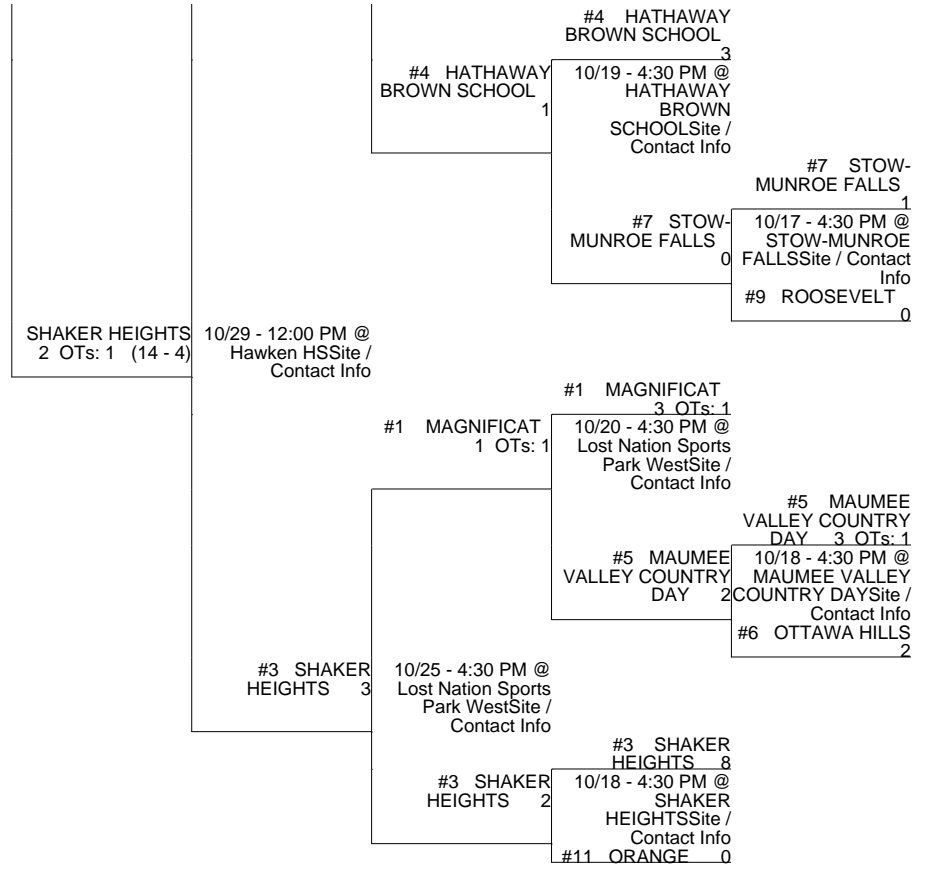 #4 HATHAWAY
BROWN SCHOOL
3
#4 HATHAWAY
BROWN SCHOOL
1
10/19 - 4:30 PM @
HATHAWAY
BROWN
SCHOOLSite /
Contact Info
#7 STOW-
MUNROE FALLS
1
#7 STOW-
MUNROE FALLS
0
10/17 - 4:30 PM @
STOW-MUNROE
FALLSSite / Contact
Info
#9 ROOSEVELT
0
SHAKER HEIGHTS
2 OTs: 1 (14 - 4)
10/29 - 12:00 PM @
Hawken HSSite /
Contact Info
#1 MAGNIFICAT
3 OTs: 1
#1 MAGNIFICAT
1 OTs: 1
10/20 - 4:30 PM @
Lost Nation Sports
Park WestSite /
Contact Info
#5 MAUMEE
VALLEY COUNTRY
DAY 3 OTs: 1
#5 MAUMEE
VALLEY COUNTRY
DAY 2
10/18 - 4:30 PM @
MAUMEE VALLEY
COUNTRY DAYSite /
Contact Info
#6 OTTAWA HILLS
2
#3 SHAKER
HEIGHTS 3
10/25 - 4:30 PM @
Lost Nation Sports
Park WestSite /
Contact Info
#3 SHAKER
HEIGHTS 8
#3 SHAKER
HEIGHTS 2
10/18 - 4:30 PM @
SHAKER
HEIGHTSSite /
Contact Info
#11 ORANGE 0